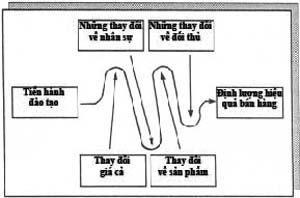 Những thay đổi
về nhân sự
Những thay đổi
về đối thủ
Tiến hành
đào tạo
Định lượng hiệu
quả bán hàng
Thay đổi
giá cả
Thay đổi
về sản phẩm